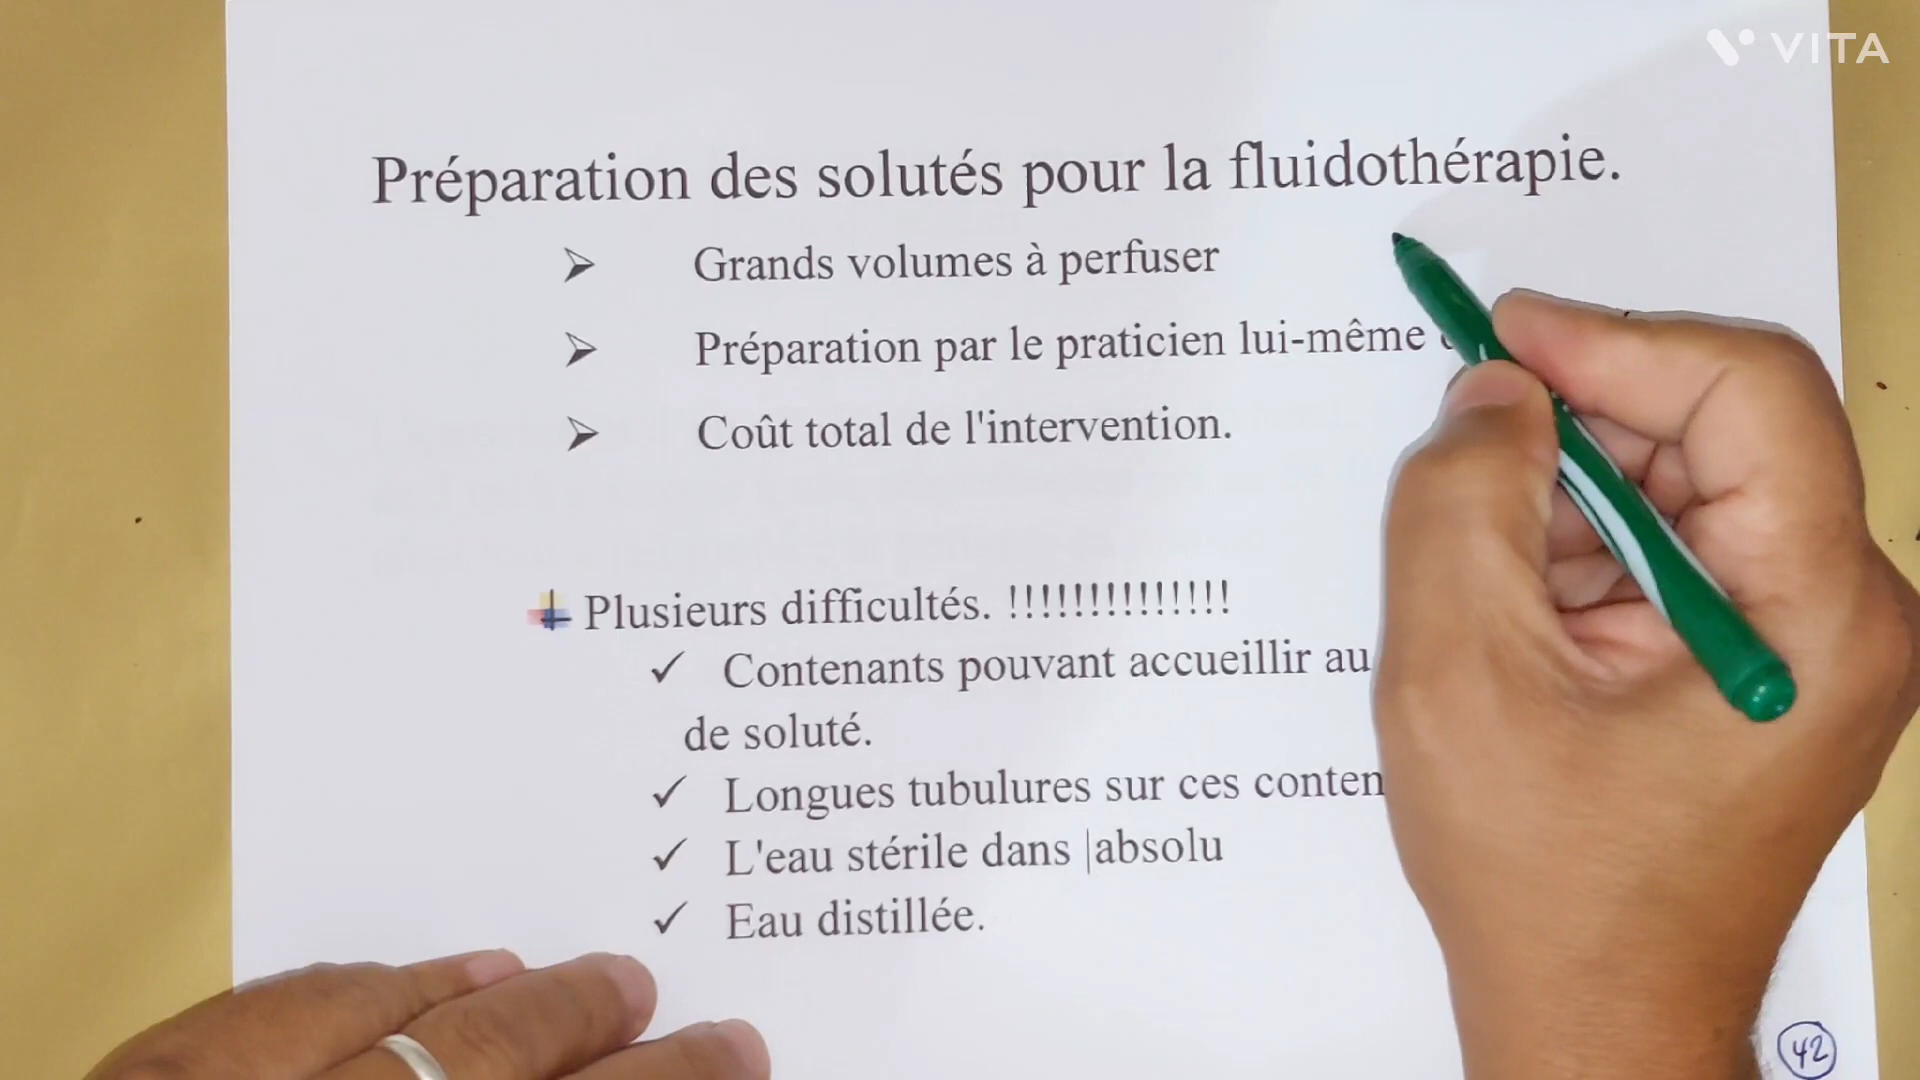 VITA
Préparation des solutés pour la fluidothérapie.
➢ Grands volumes à perfuser
➢ Préparation par le praticien lui-même
➢ Coût total de l'intervention.
Plusieurs difficultés. !!!!!!!!!!!!!!
✓ Contenants pouvant accueillir au
de soluté.
✓ Longues tubulures sur ces
✓ L'eau stérile dans |absolu
✓ Eau distillée.
42